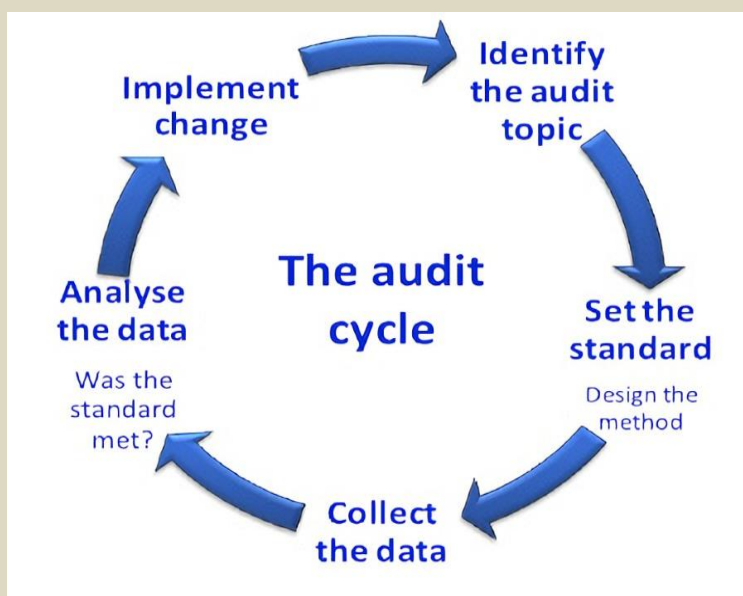 The audit
cycle
Identify
the audit
topic
Set the
standard
Design the
method
Collect
the data
Analyse
the data
Was the
standard
met?
Implement
change